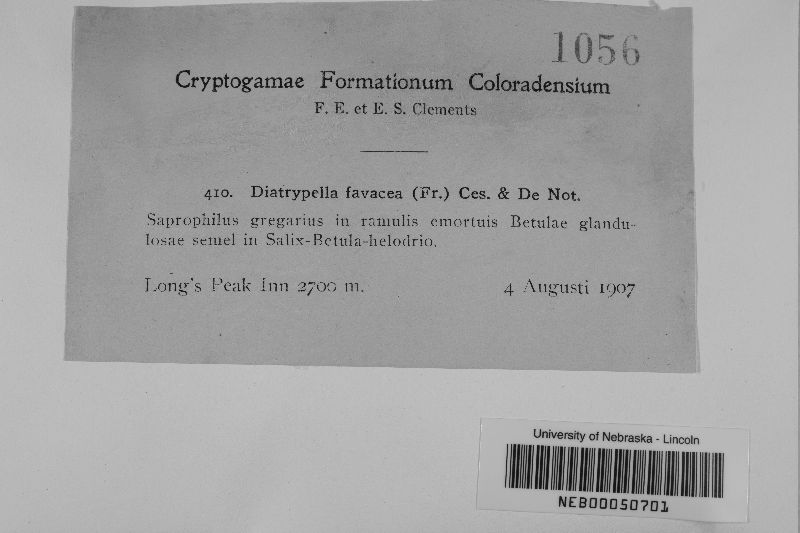 1056
Cryptogamae Formationum Coloradensium
F. E. et E. S. Clements
410. Diatrypella favacea (Fr.) Ces. & De Not.
Saprophilus gregarius in ramulis emortuis Betulae glandu-
losae semel in Salix-Betula-helodrio.
Long's Peak Inn 2700 m. 4 Augusti 1907
University of Nebraska - Lincoln
NEB00050701